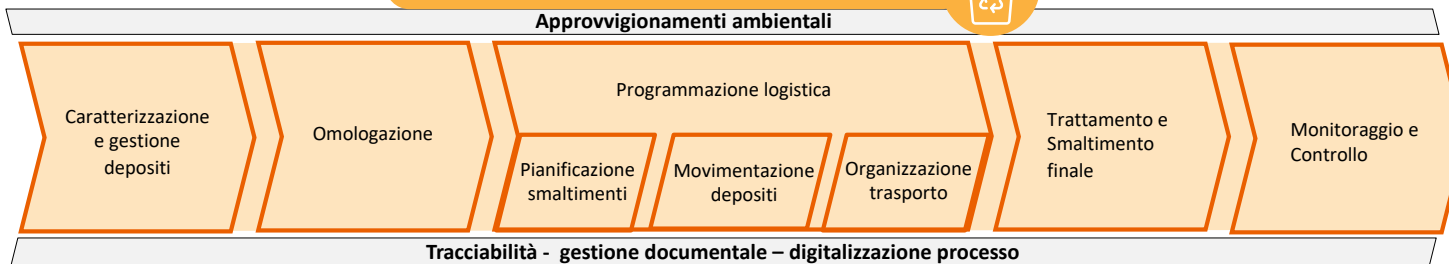 Approvvigionamenti ambientali
Caratterizzazione
e gestione
depositi
Omologazione
Programmazione logistica
Pianificazione
smaltimenti
Movimentazione
depositi
Organizzazione
trasporto
Trattamento e
Smaltimento
finale
Monitoraggio e
Controllo
Tracciabilità - gestione documentale – digitalizzazione processo